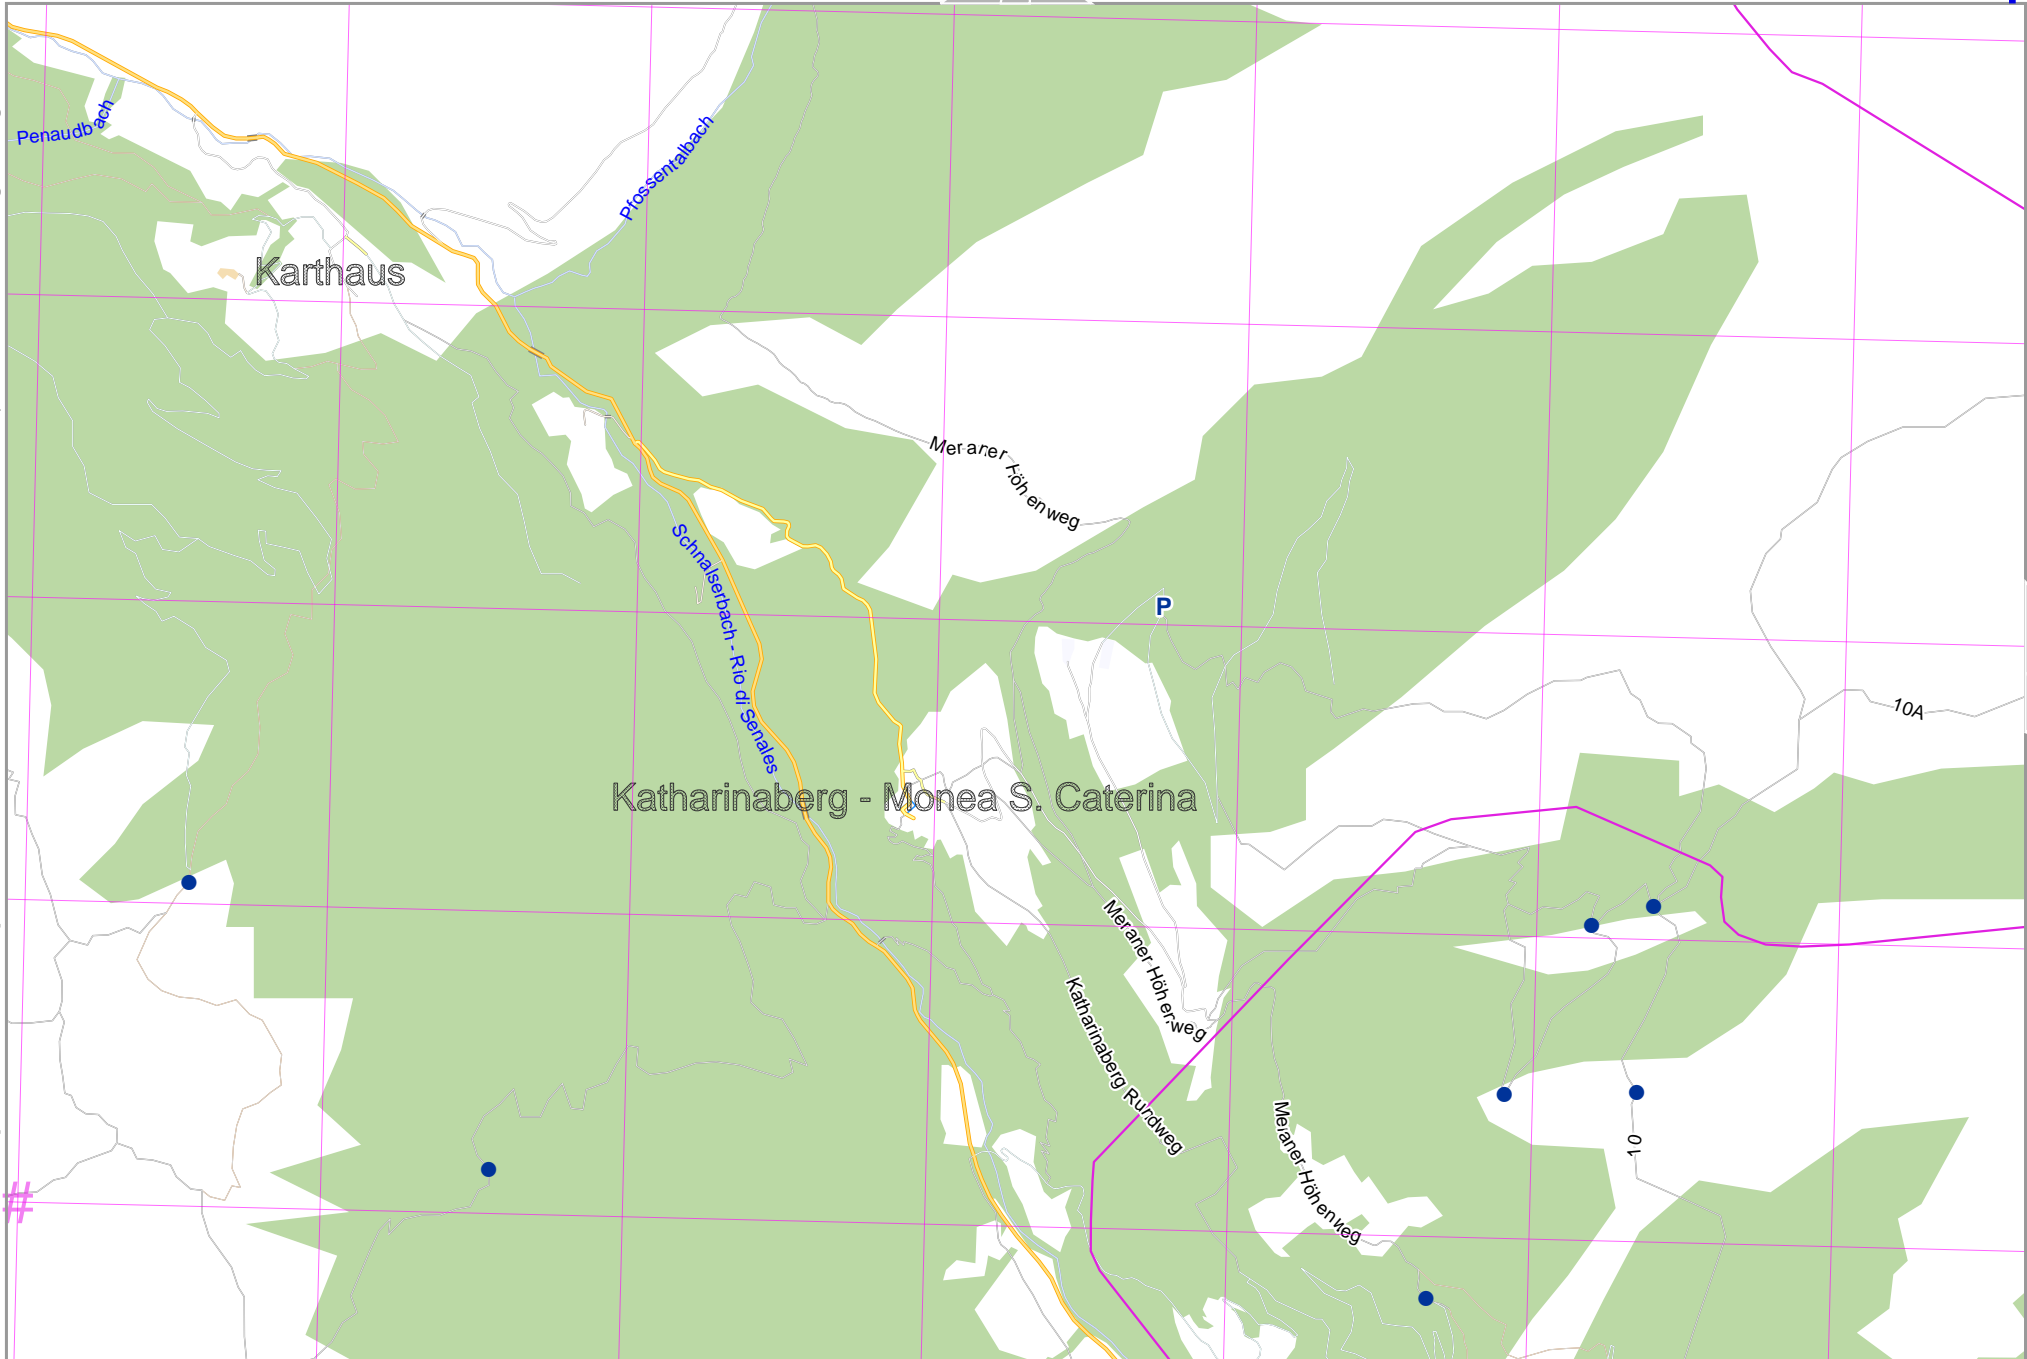 Penaudbach
Pfossentalbach
Karthaus
Meraner Höhenweg
P
Schnalserbach - Rio di Senales
10A
Katharinaberg - Monea S. Caterina
Meraner Höhenweg
Katharinaberg Rundweg
Meraner Höhenweg
10